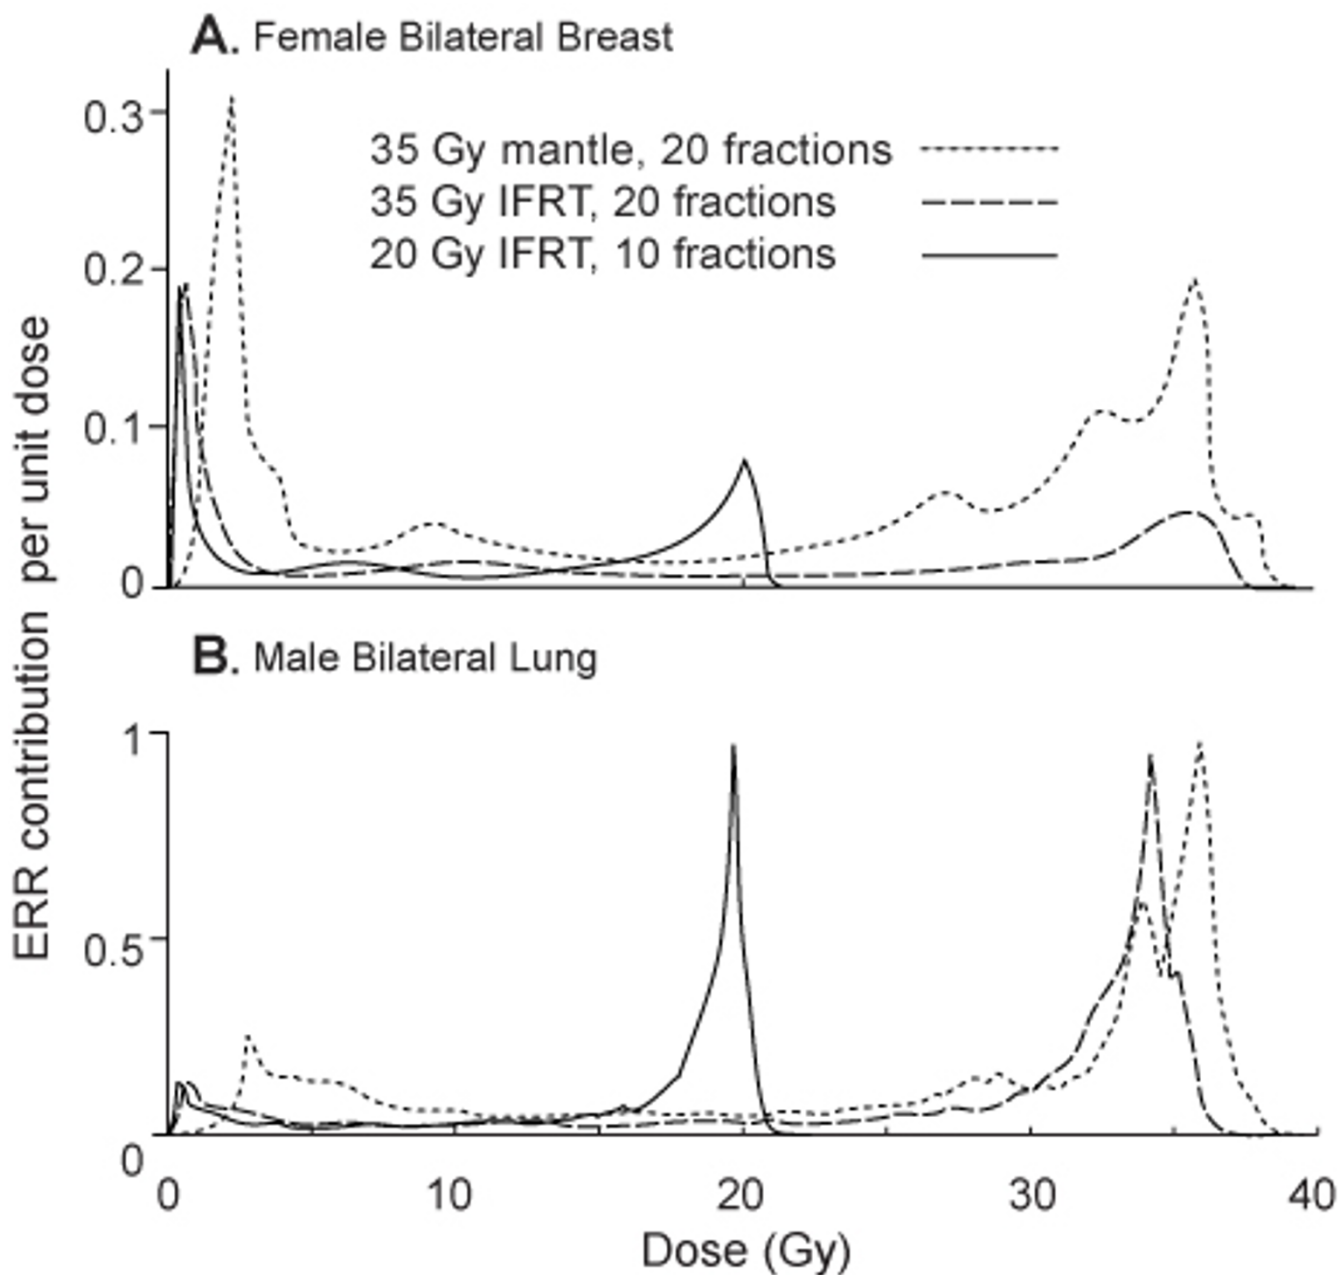 A. Female Bilateral Breast
0.3
35 Gy mantle, 20 fractions
35 Gy IFRT, 20 fractions
20 Gy IFRT, 10 fractions
0.2
0.1
0
ERR contribution per unit dose
B. Male Bilateral Lung
1
0.5
0
0 10 20 30 40
Dose (Gy)